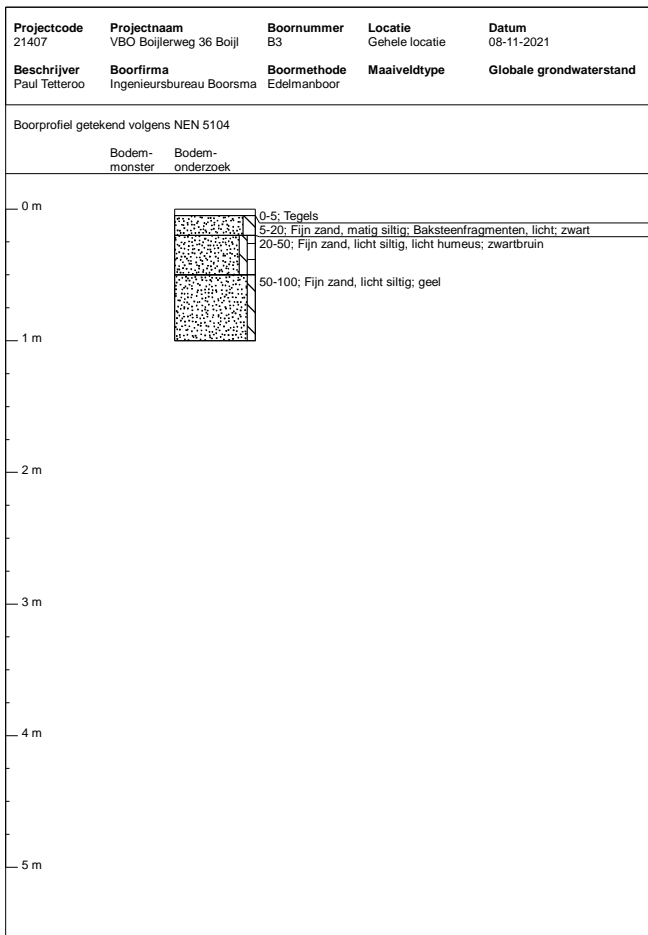 Projectcode Projectnaam Boornummer Locatie Datum
21407 VBO Boijlerweg 36 Boijl B3 Gehele locatie 08-11-2021
Beschrijver Boorfirma Boormethode Maaiveldtype Globale grondwaterstand
Paul Tetteroo Ingenieursbureau Boorsma Edelmanboor
Boorprofiel getekend volgens NEN 5104
Bodem- Bodem-
monster onderzoek
0 m
0-5; Tegels
5-20; Fijn zand, matig siltig; Baksteenfragmenten, licht; zwart
20-50; Fijn zand, licht siltig, licht humeus; zwartbruin
50-100; Fijn zand, licht siltig; geel
1 m
2 m
3 m
4 m
5 m